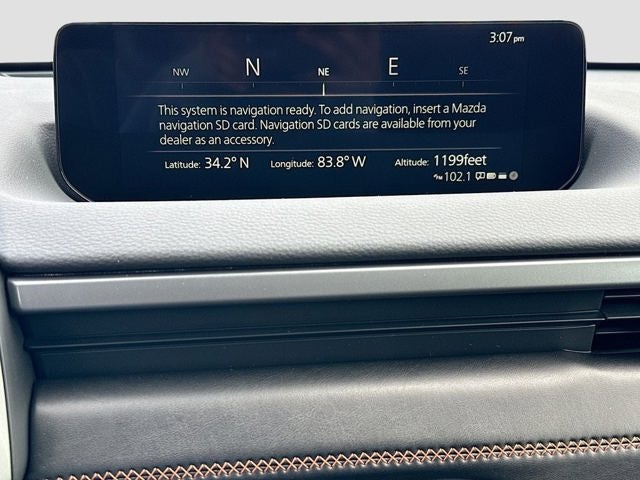 3:07pm
NW N NE E SE
This system is navigation ready. To add navigation, insert a Mazda
navigation SD card. Navigation SD cards are available from your
dealer as an accessory.
Latitude: 34.2° N Longitude: 83.8° W Altitude: 1199feet
FM 102.1